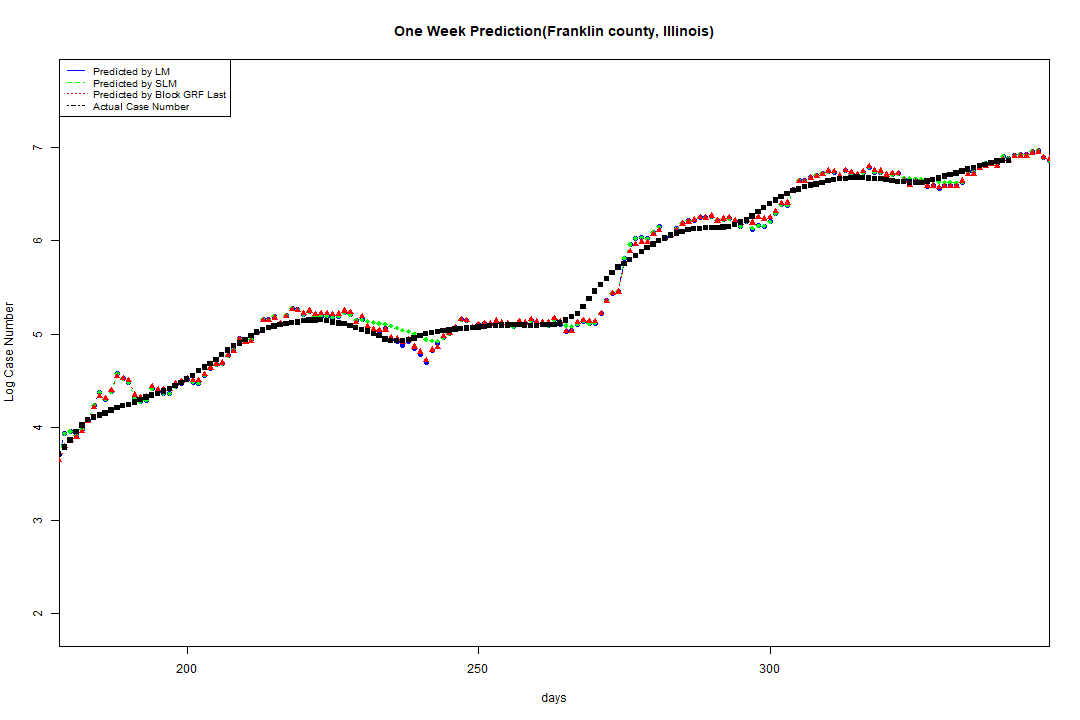 One Week Prediction(Franklin county, Illinois)
Predicted by LM
Predicted by SLM
Predicted by Block GRF Last
Actual Case Number
7
6
5
4
3
2
Log Case Number
200 250 300
days